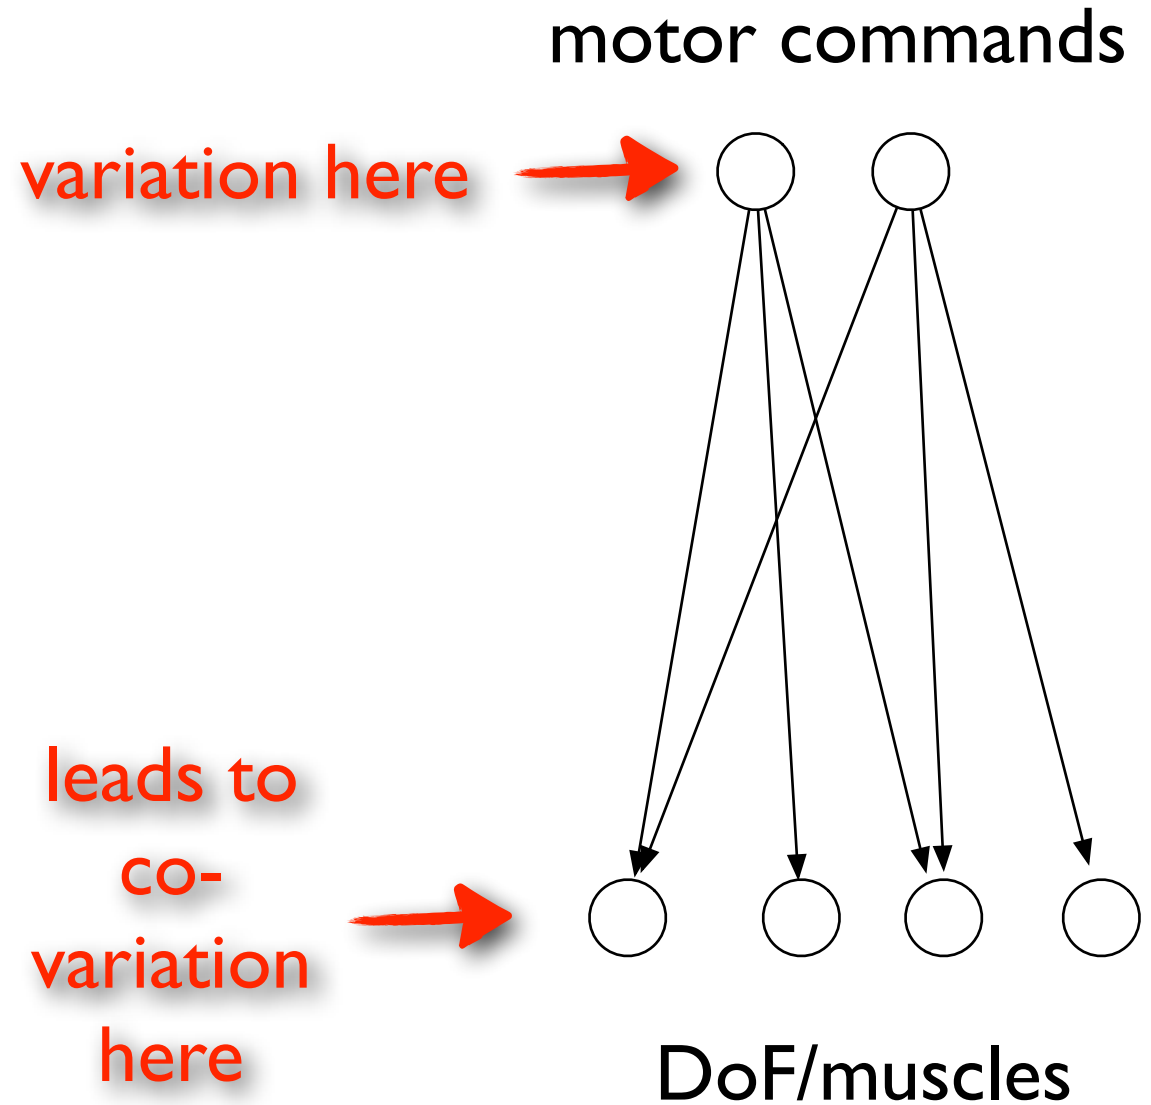 motor commands
variation here
leads to
co-
variation
here
DoF/muscles